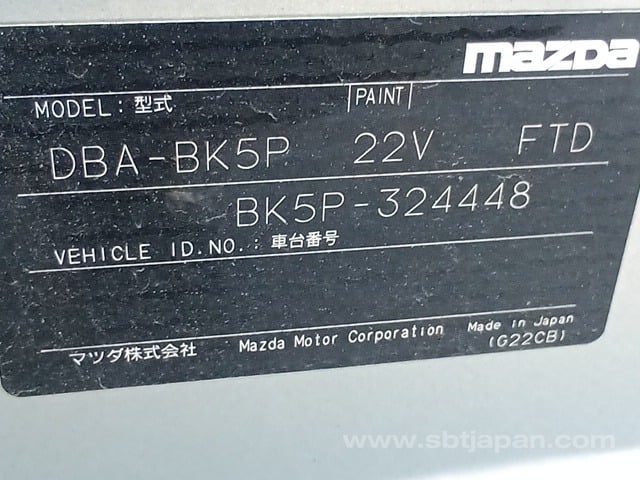 mazda
MODEL : 型式 PAINT
DBA-BK5P 22V FTD
BK5P-324448
VEHICLE ID.NO. : 車台番号
マツダ株式会社 Mazda Motor Corporation Made in Japan
(G22CB)
www.sbtjapan.com